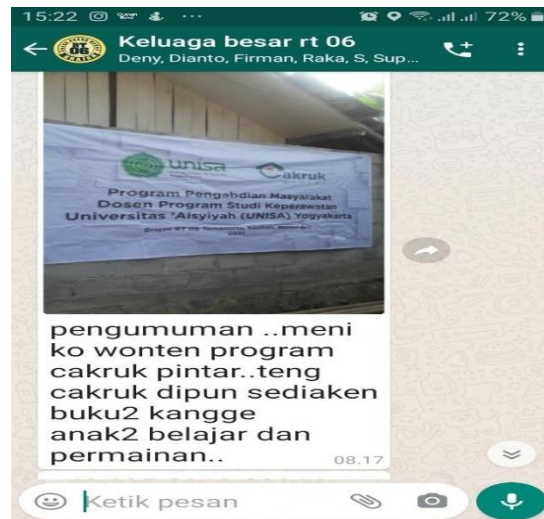 15:22
72%
RT
06
Keluaga besar rt 06
Deny, Dianto, Firman, Raka, S, Sup...
unisa
Cakruk
Program Pengabdian Masyarakat
Dosen Program Studi Keperawatan
Universitas 'Aisyiyah (UNISA) Yogyakarta
pengumuman ..meni
ko wonten program
cakruk pintar..teng
cakruk dipun sediaken
buku2 kangge
anak2 belajar dan
permainan..
08.17
Ketik pesan